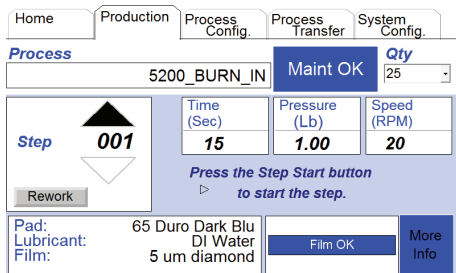 Home
Production
Process Config.
Process Transfer
System Config.
Process
5200_BURN_IN
Maint OK
Qty
25
Step
001
Time (Sec)
15
Pressure (Lb)
1.00
Speed (RPM)
20
Press the Step Start button
to start the step.
Rework
Pad: 65 Duro Dark Blu
Lubricant: DI Water
Film: 5 um diamond
Film OK
More
Info